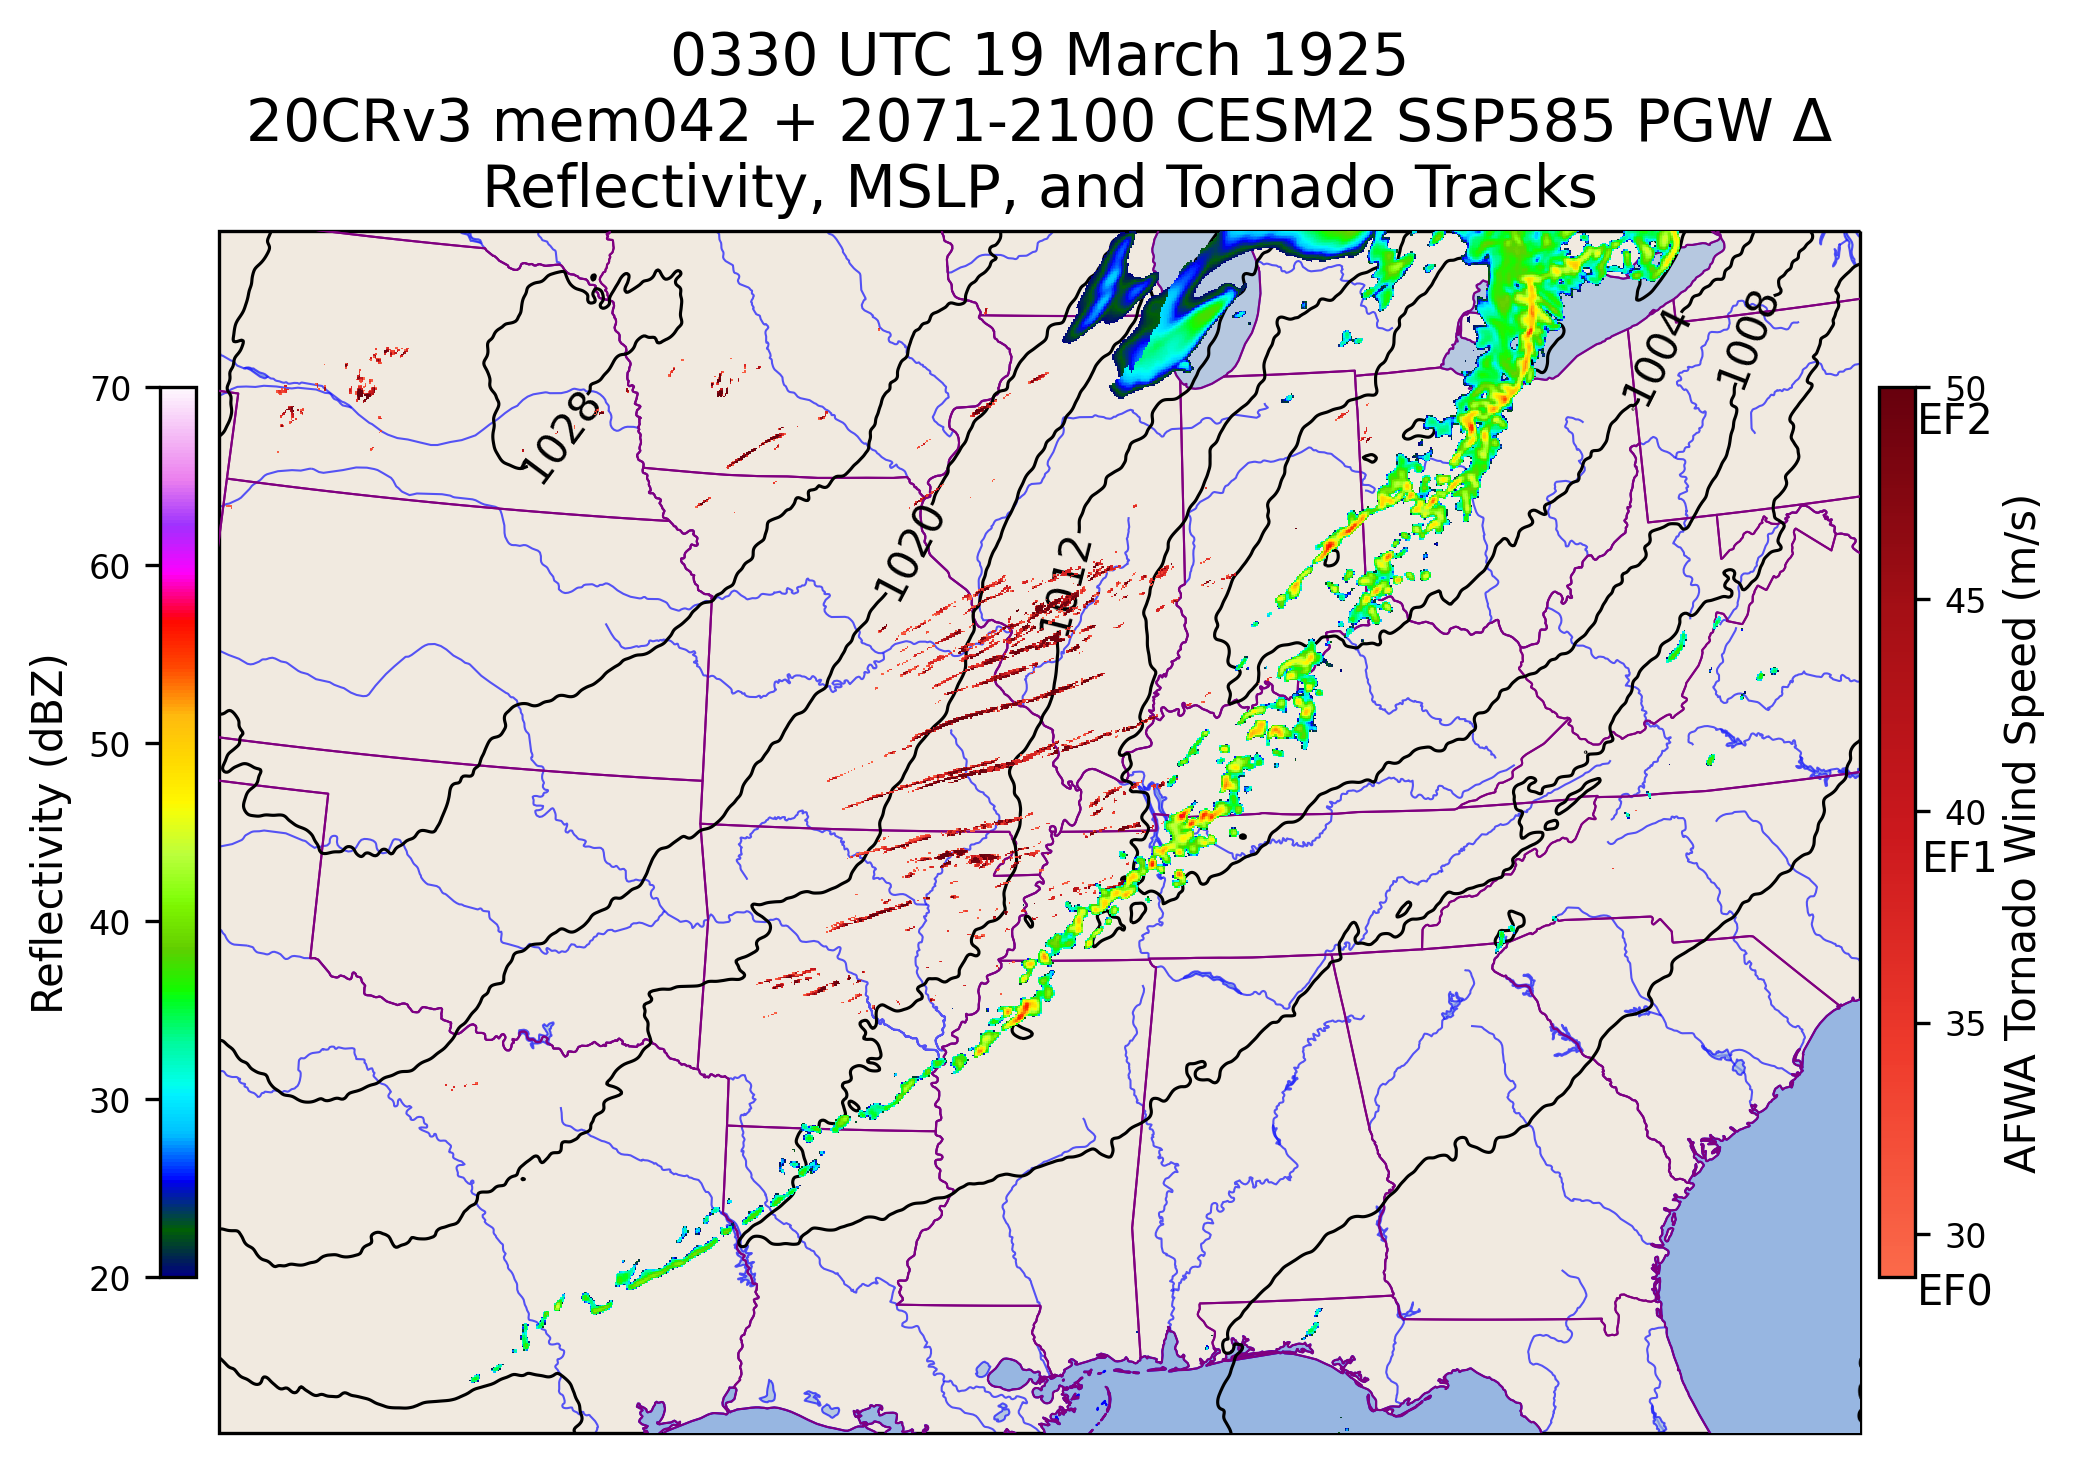 0330 UTC 19 March 1925
20CRv3 mem042 + 2071-2100 CESM2 SSP585 PGW Δ
Reflectivity, MSLP, and Tornado Tracks
Reflectivity (dBZ)
70
60
50
40
30
20
1028
1020
1012
1004
1008
50
EF2
45
40
EF1
35
30
EF0
AFWA Tornado Wind Speed (m/s)